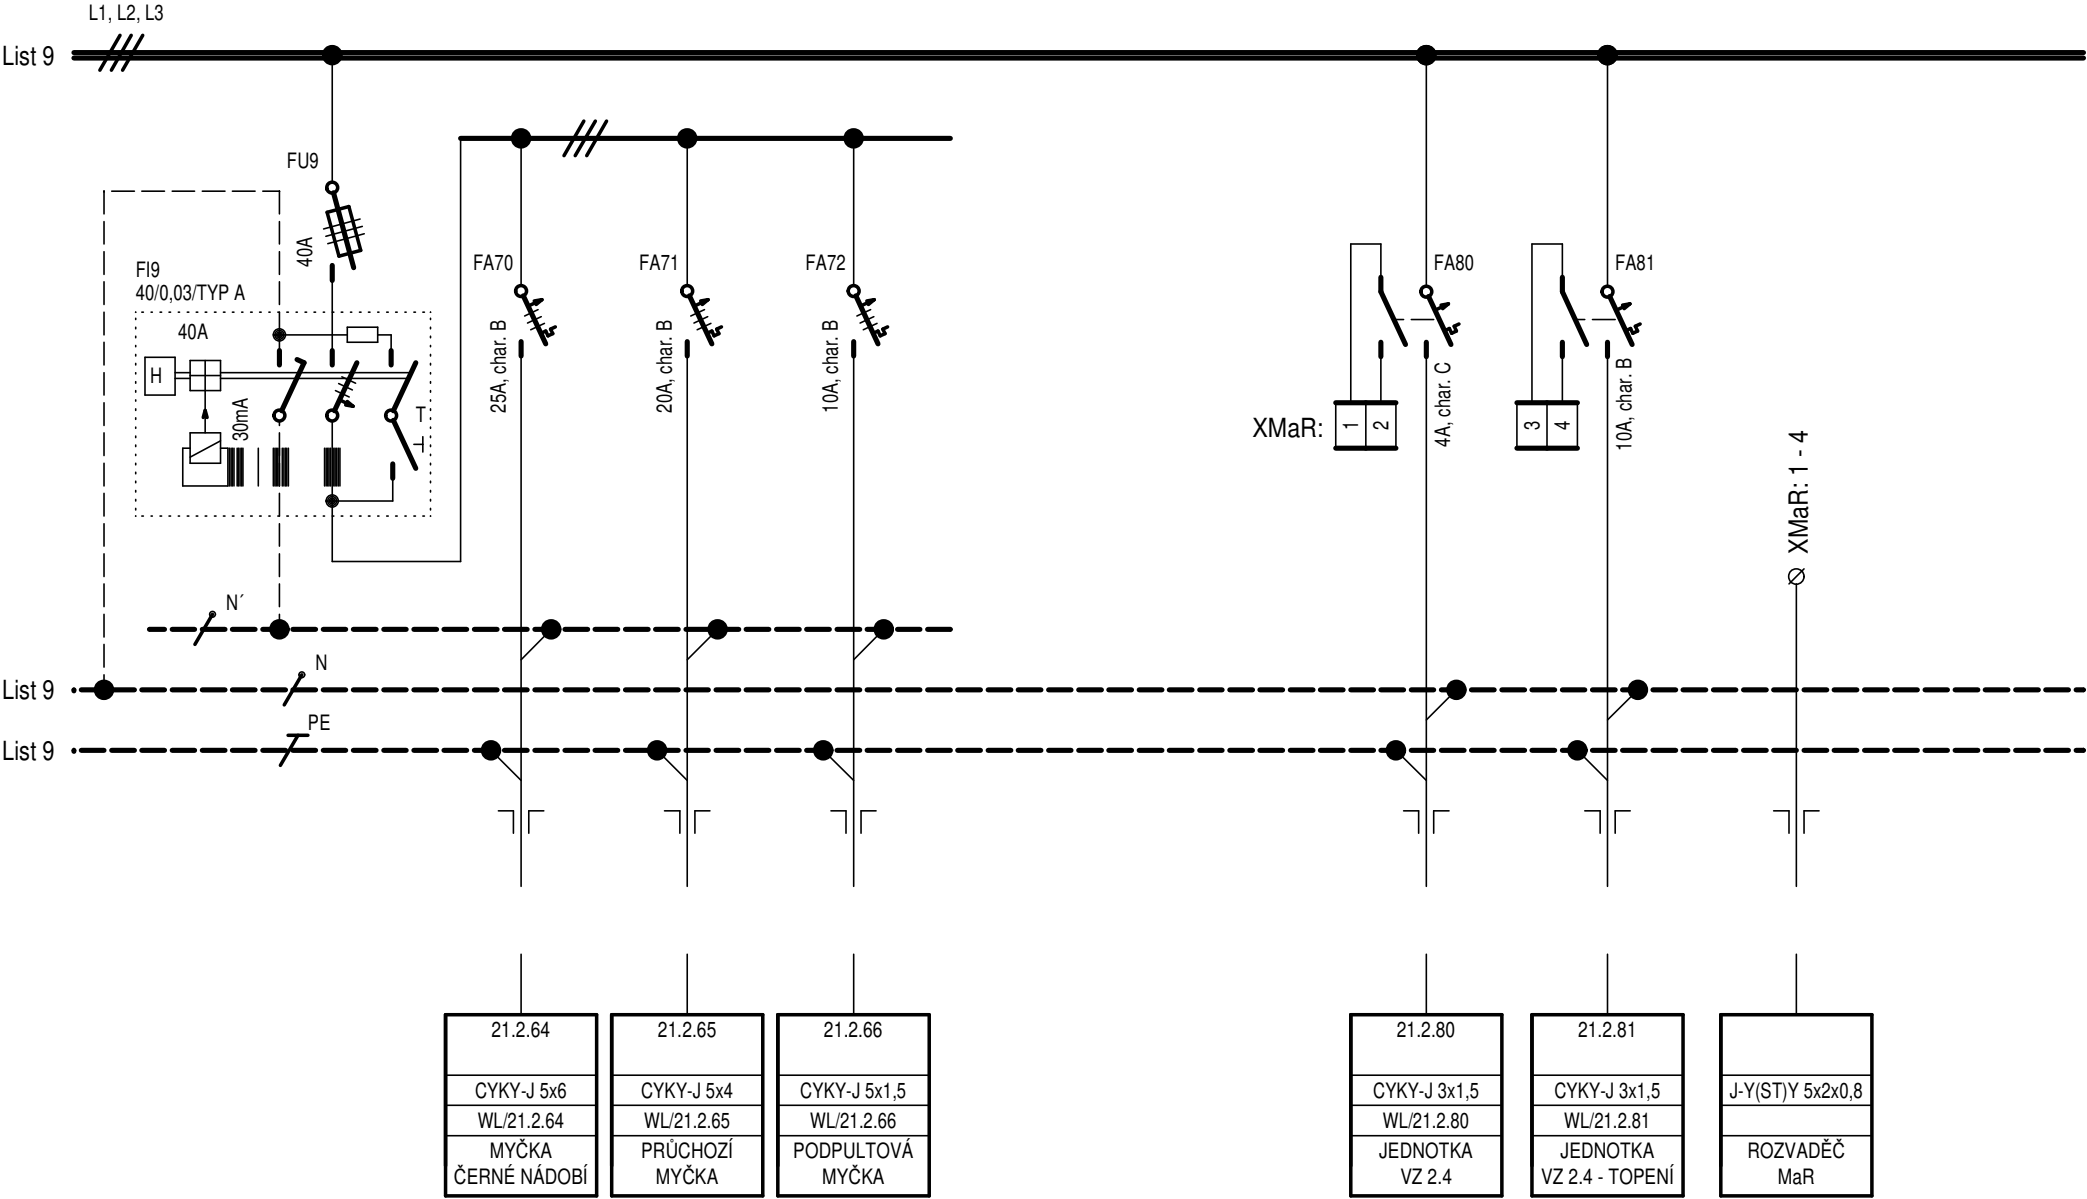 L1, L2, L3
List 9
FU9
40A
FI9
40/0,03/TYP A
40A
H
30mA
T
T
FA70
25A, char. B
FA71
20A, char. B
FA72
10A, char. B
FA80
4A, char. C
FA81
10A, char. B
XMaR:
1
2
3
4
XMaR: 1 - 4
N´
List 9
N
List 9
PE
21.2.64
CYKY-J 5x6
WL/21.2.64
MYČKA
ČERNÉ NÁDOBÍ
21.2.65
CYKY-J 5x4
WL/21.2.65
PRŮCHOZÍ
MYČKA
21.2.66
CYKY-J 5x1,5
WL/21.2.66
PODPULTOVÁ
MYČKA
21.2.80
CYKY-J 3x1,5
WL/21.2.80
JEDNOTKA
VZ 2.4
21.2.81
CYKY-J 3x1,5
WL/21.2.81
JEDNOTKA
VZ 2.4 - TOPENÍ
J-Y(ST)Y 5x2x0,8
ROZVADĚČ
MaR